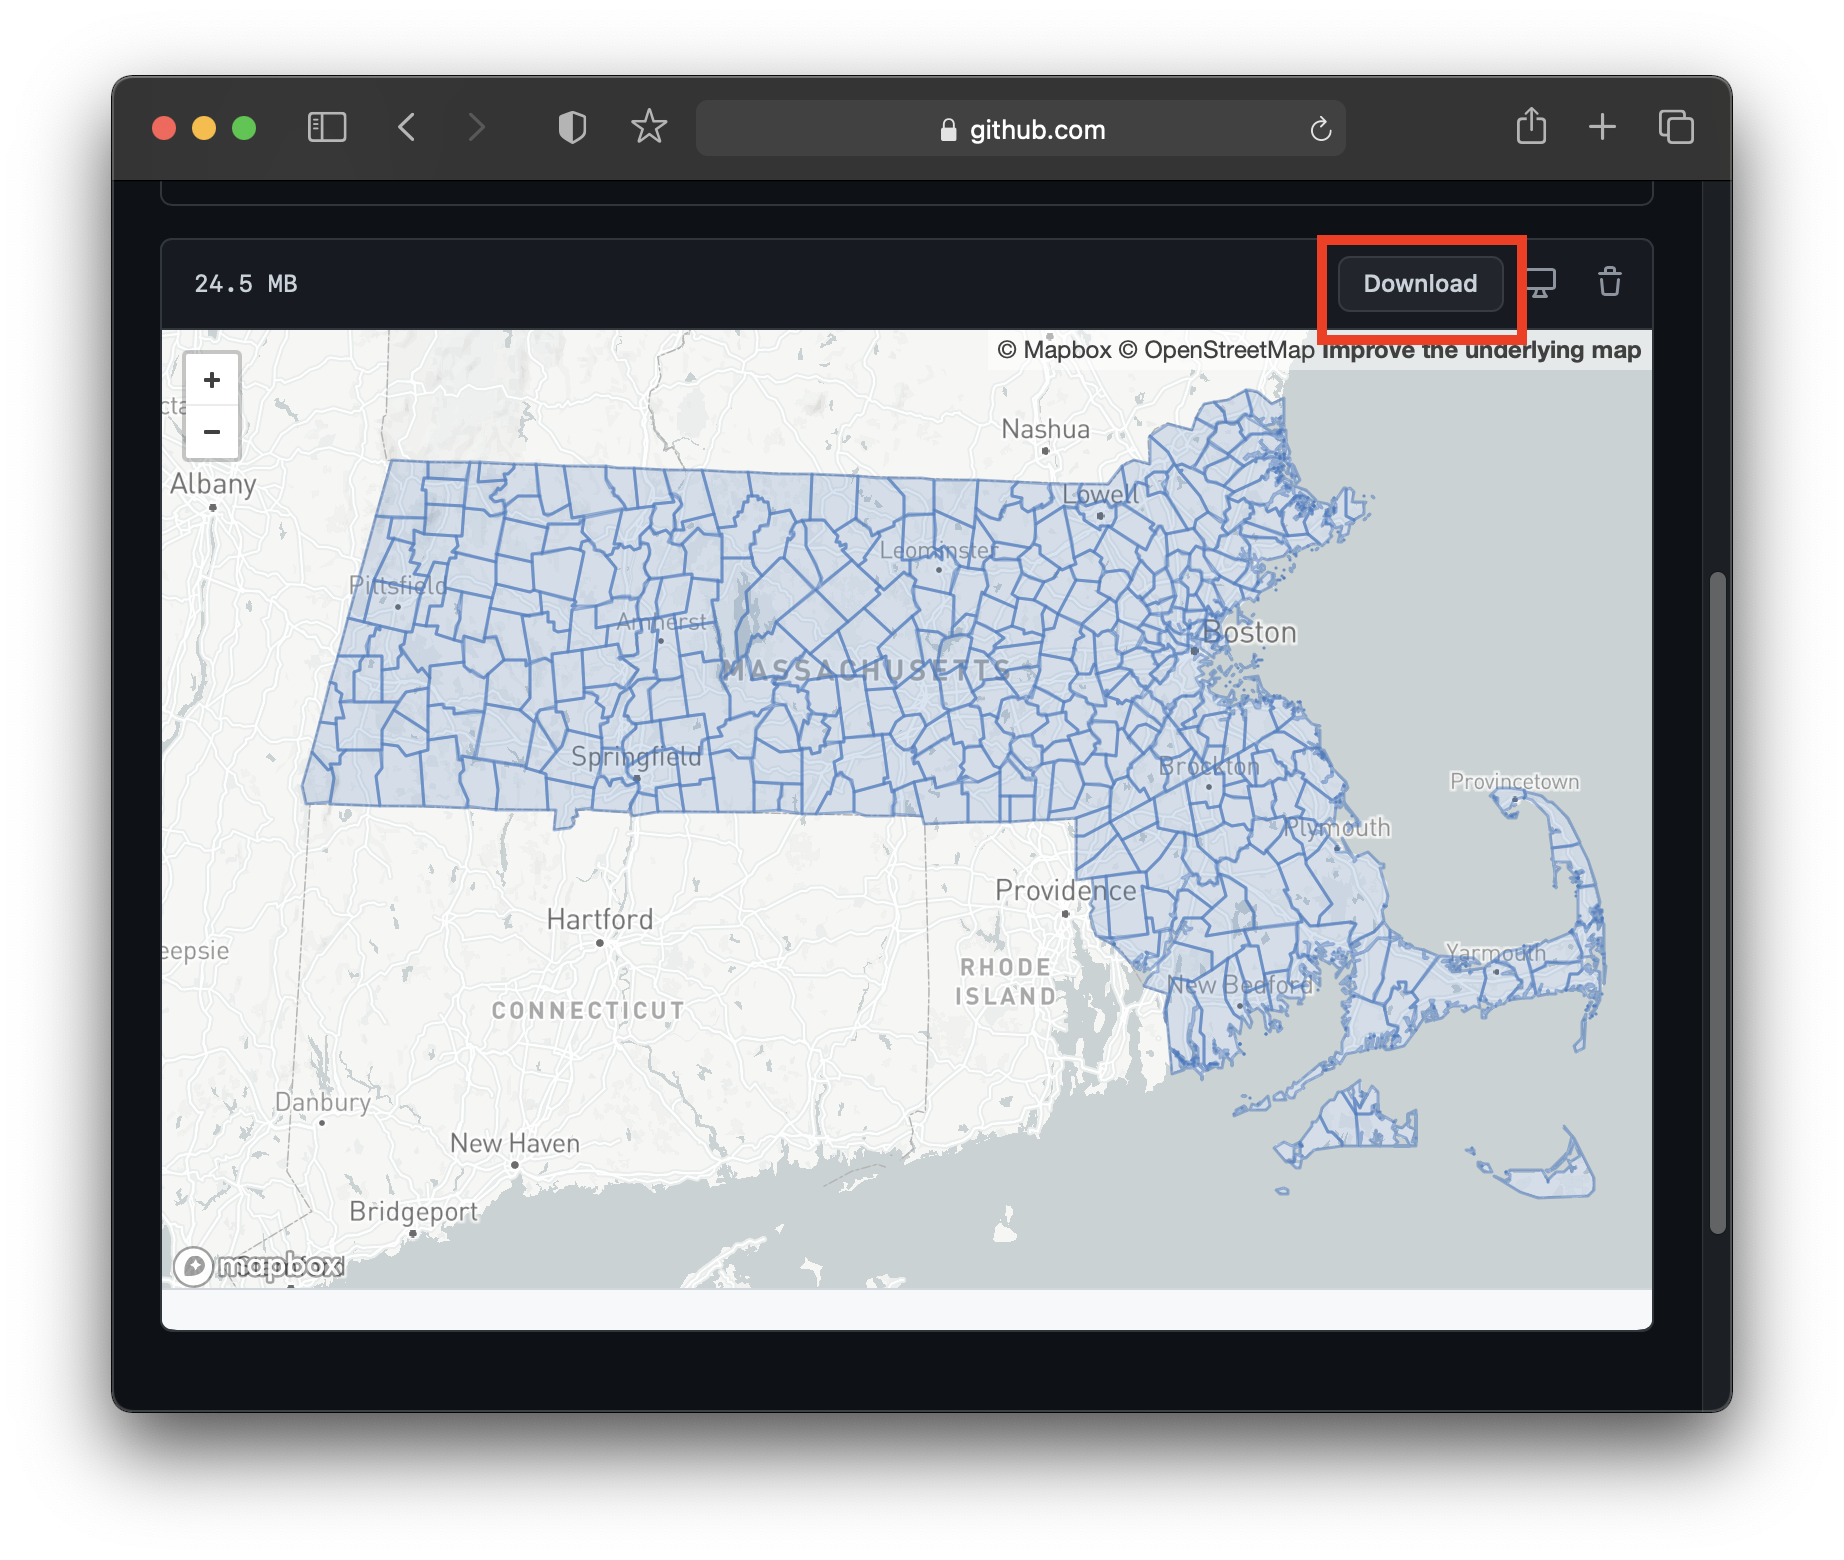 github.com
24.5 MB
Download
© Mapbox © OpenStreetMap Improve the underlying map
+
−
Nashua
Albany
Lowell
Leominster
Pittsfield
Amherst
Boston
MASSACHUSETTS
Springfield
Brockton
Provincetown
Plymouth
Providence
Hartford
eepsie
Yarmouth
RHODE
ISLAND
New Bedford
CONNECTICUT
Danbury
New Haven
Bridgeport
mapbox